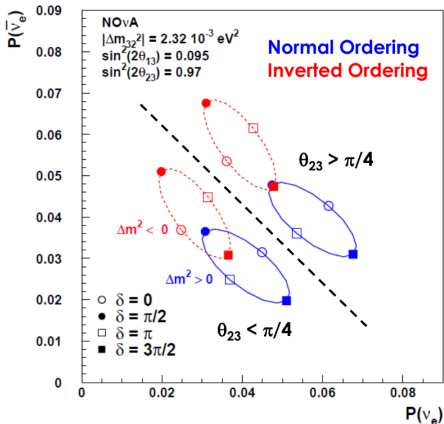 P(ν̄ₑ)
NOνA
|Δm₃₂²| = 2.32 10⁻³ eV²
sin²(2θ₁₃) = 0.095
sin²(2θ₂₃) = 0.97
Normal Ordering
Inverted Ordering
θ₂₃ > π/4
Δm² < 0
Δm² > 0
θ₂₃ < π/4
○ δ = 0
● δ = π/2
□ δ = π
■ δ = 3π/2
0.09
0.08
0.07
0.06
0.05
0.04
0.03
0.02
0.01
0
0 0.02 0.04 0.06 0.08
P(νₑ)